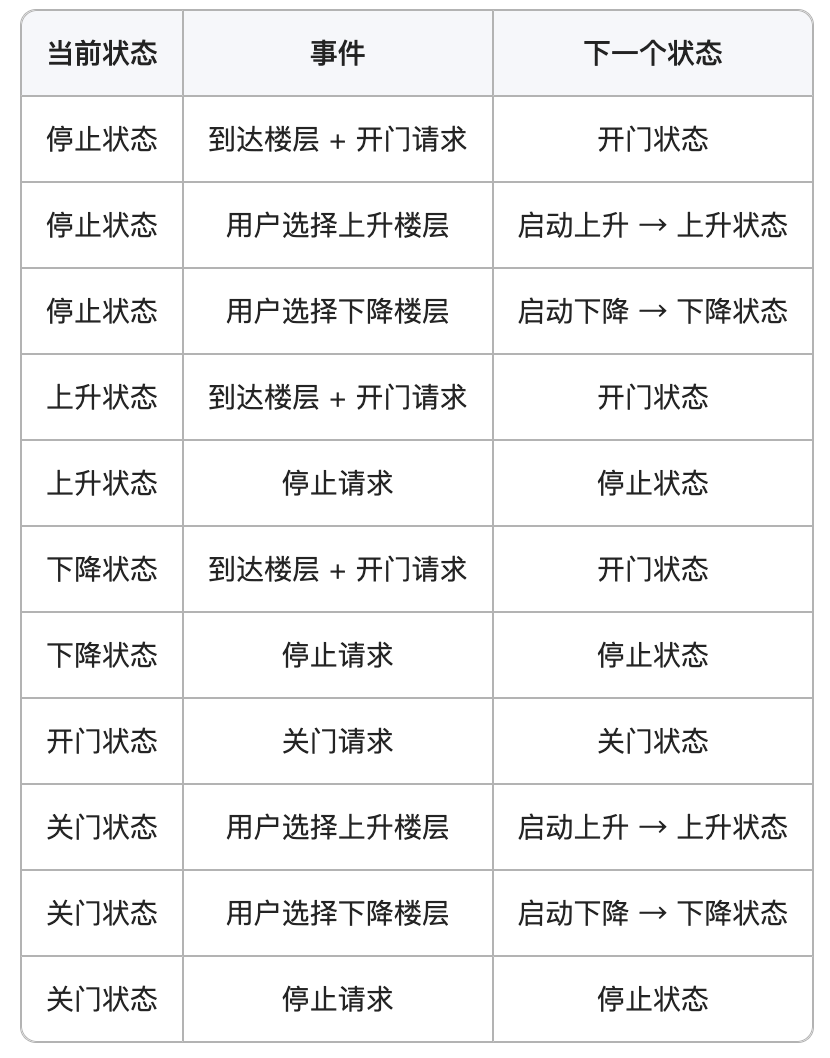 当前状态 事件 下一个状态
停止状态 到达楼层 + 开门请求 开门状态
停止状态 用户选择上升楼层 启动上升 → 上升状态
停止状态 用户选择下降楼层 启动下降 → 下降状态
上升状态 到达楼层 + 开门请求 开门状态
上升状态 停止请求 停止状态
下降状态 到达楼层 + 开门请求 开门状态
下降状态 停止请求 停止状态
开门状态 关门请求 关门状态
关门状态 用户选择上升楼层 启动上升 → 上升状态
关门状态 用户选择下降楼层 启动下降 → 下降状态
关门状态 停止请求 停止状态